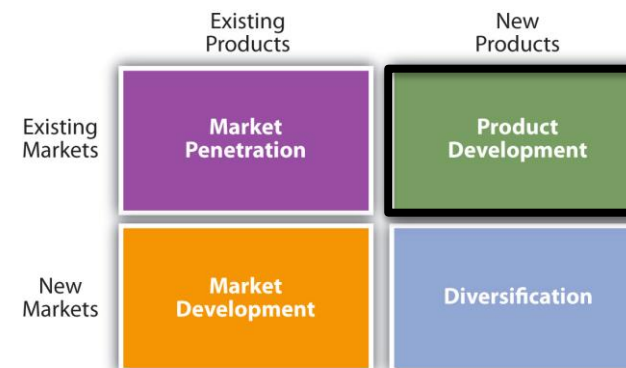 Existing
Products
New
Products
Existing
Markets
Market
Penetration
Product
Development
New
Markets
Market
Development
Diversification